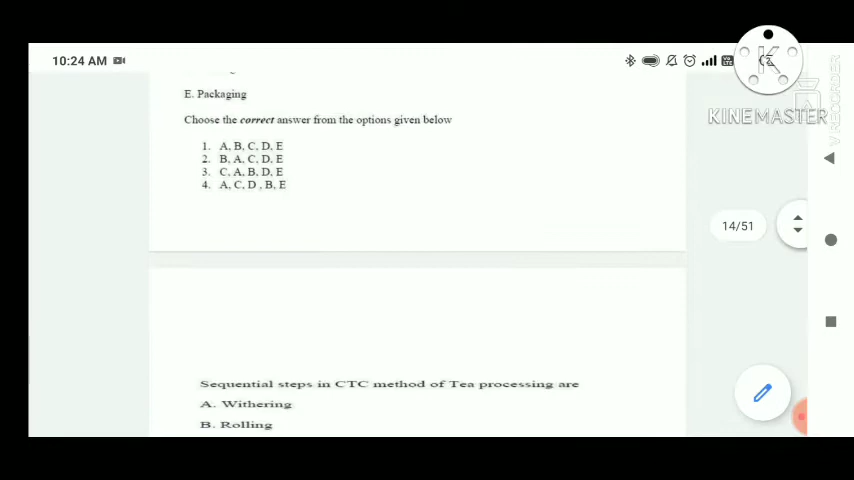 10:24 AM
KINEMASTER
V RECORDER
E. Packaging
Choose the correct answer from the options given below
1. A, B, C, D, E
2. B, A, C, D, E
3. C, A, B, D, E
4. A, C, D , B, E
14/51
Sequential steps in CTC method of Tea processing are
A. Withering
B. Rolling